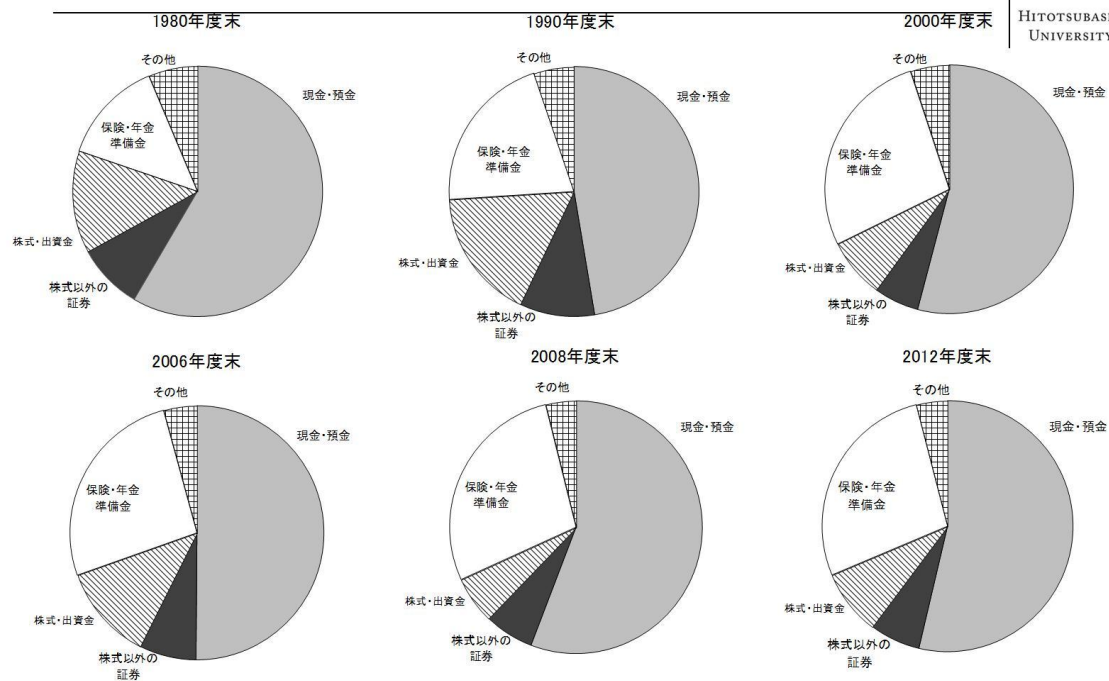 1980年度末
1990年度末
2000年度末
HITOTSUBASHI
UNIVERSITY
その他
現金・預金
保険・年金
準備金
株式・出資金
株式以外の
証券
その他
現金・預金
保険・年金
準備金
株式・出資金
株式以外の
証券
その他
現金・預金
保険・年金
準備金
株式・出資金
株式以外の
証券
2006年度末
2008年度末
2012年度末
その他
現金・預金
保険・年金
準備金
株式・出資金
株式以外の
証券
その他
現金・預金
保険・年金
準備金
株式・出資金
株式以外の
証券
その他
現金・預金
保険・年金
準備金
株式・出資金
株式以外の
証券